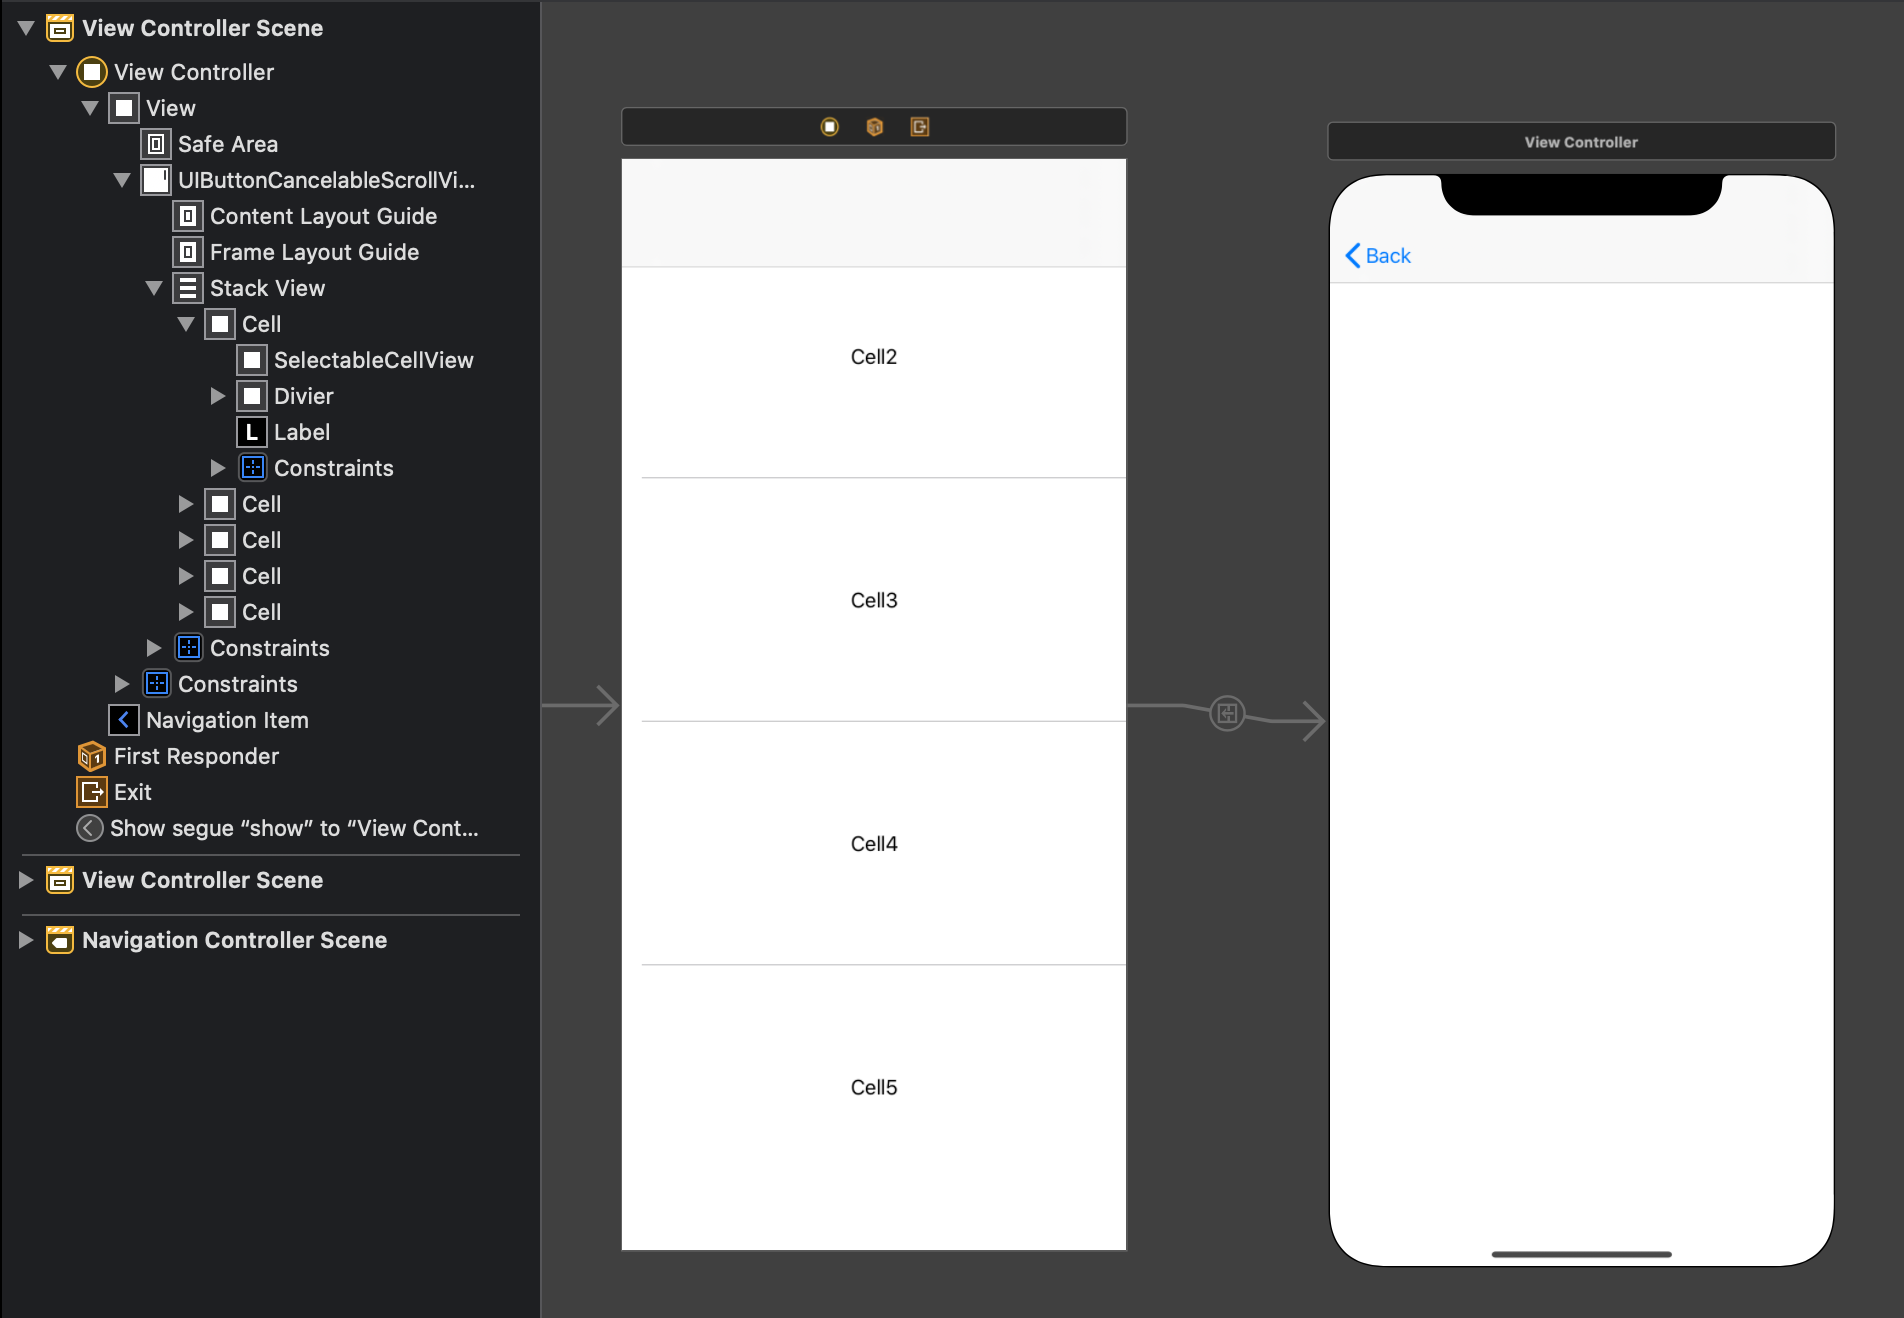 View Controller Scene
View Controller
View
Safe Area
UIButtonCancelableScrollVi...
Content Layout Guide
Frame Layout Guide
Stack View
Cell
SelectableCellView
Divier
L Label
Constraints
Cell
Cell
Cell
Cell
Constraints
Constraints
Navigation Item
First Responder
Exit
Show segue “show” to “View Cont...
View Controller Scene
Navigation Controller Scene
Cell2
Cell3
Cell4
Cell5
View Controller
Back